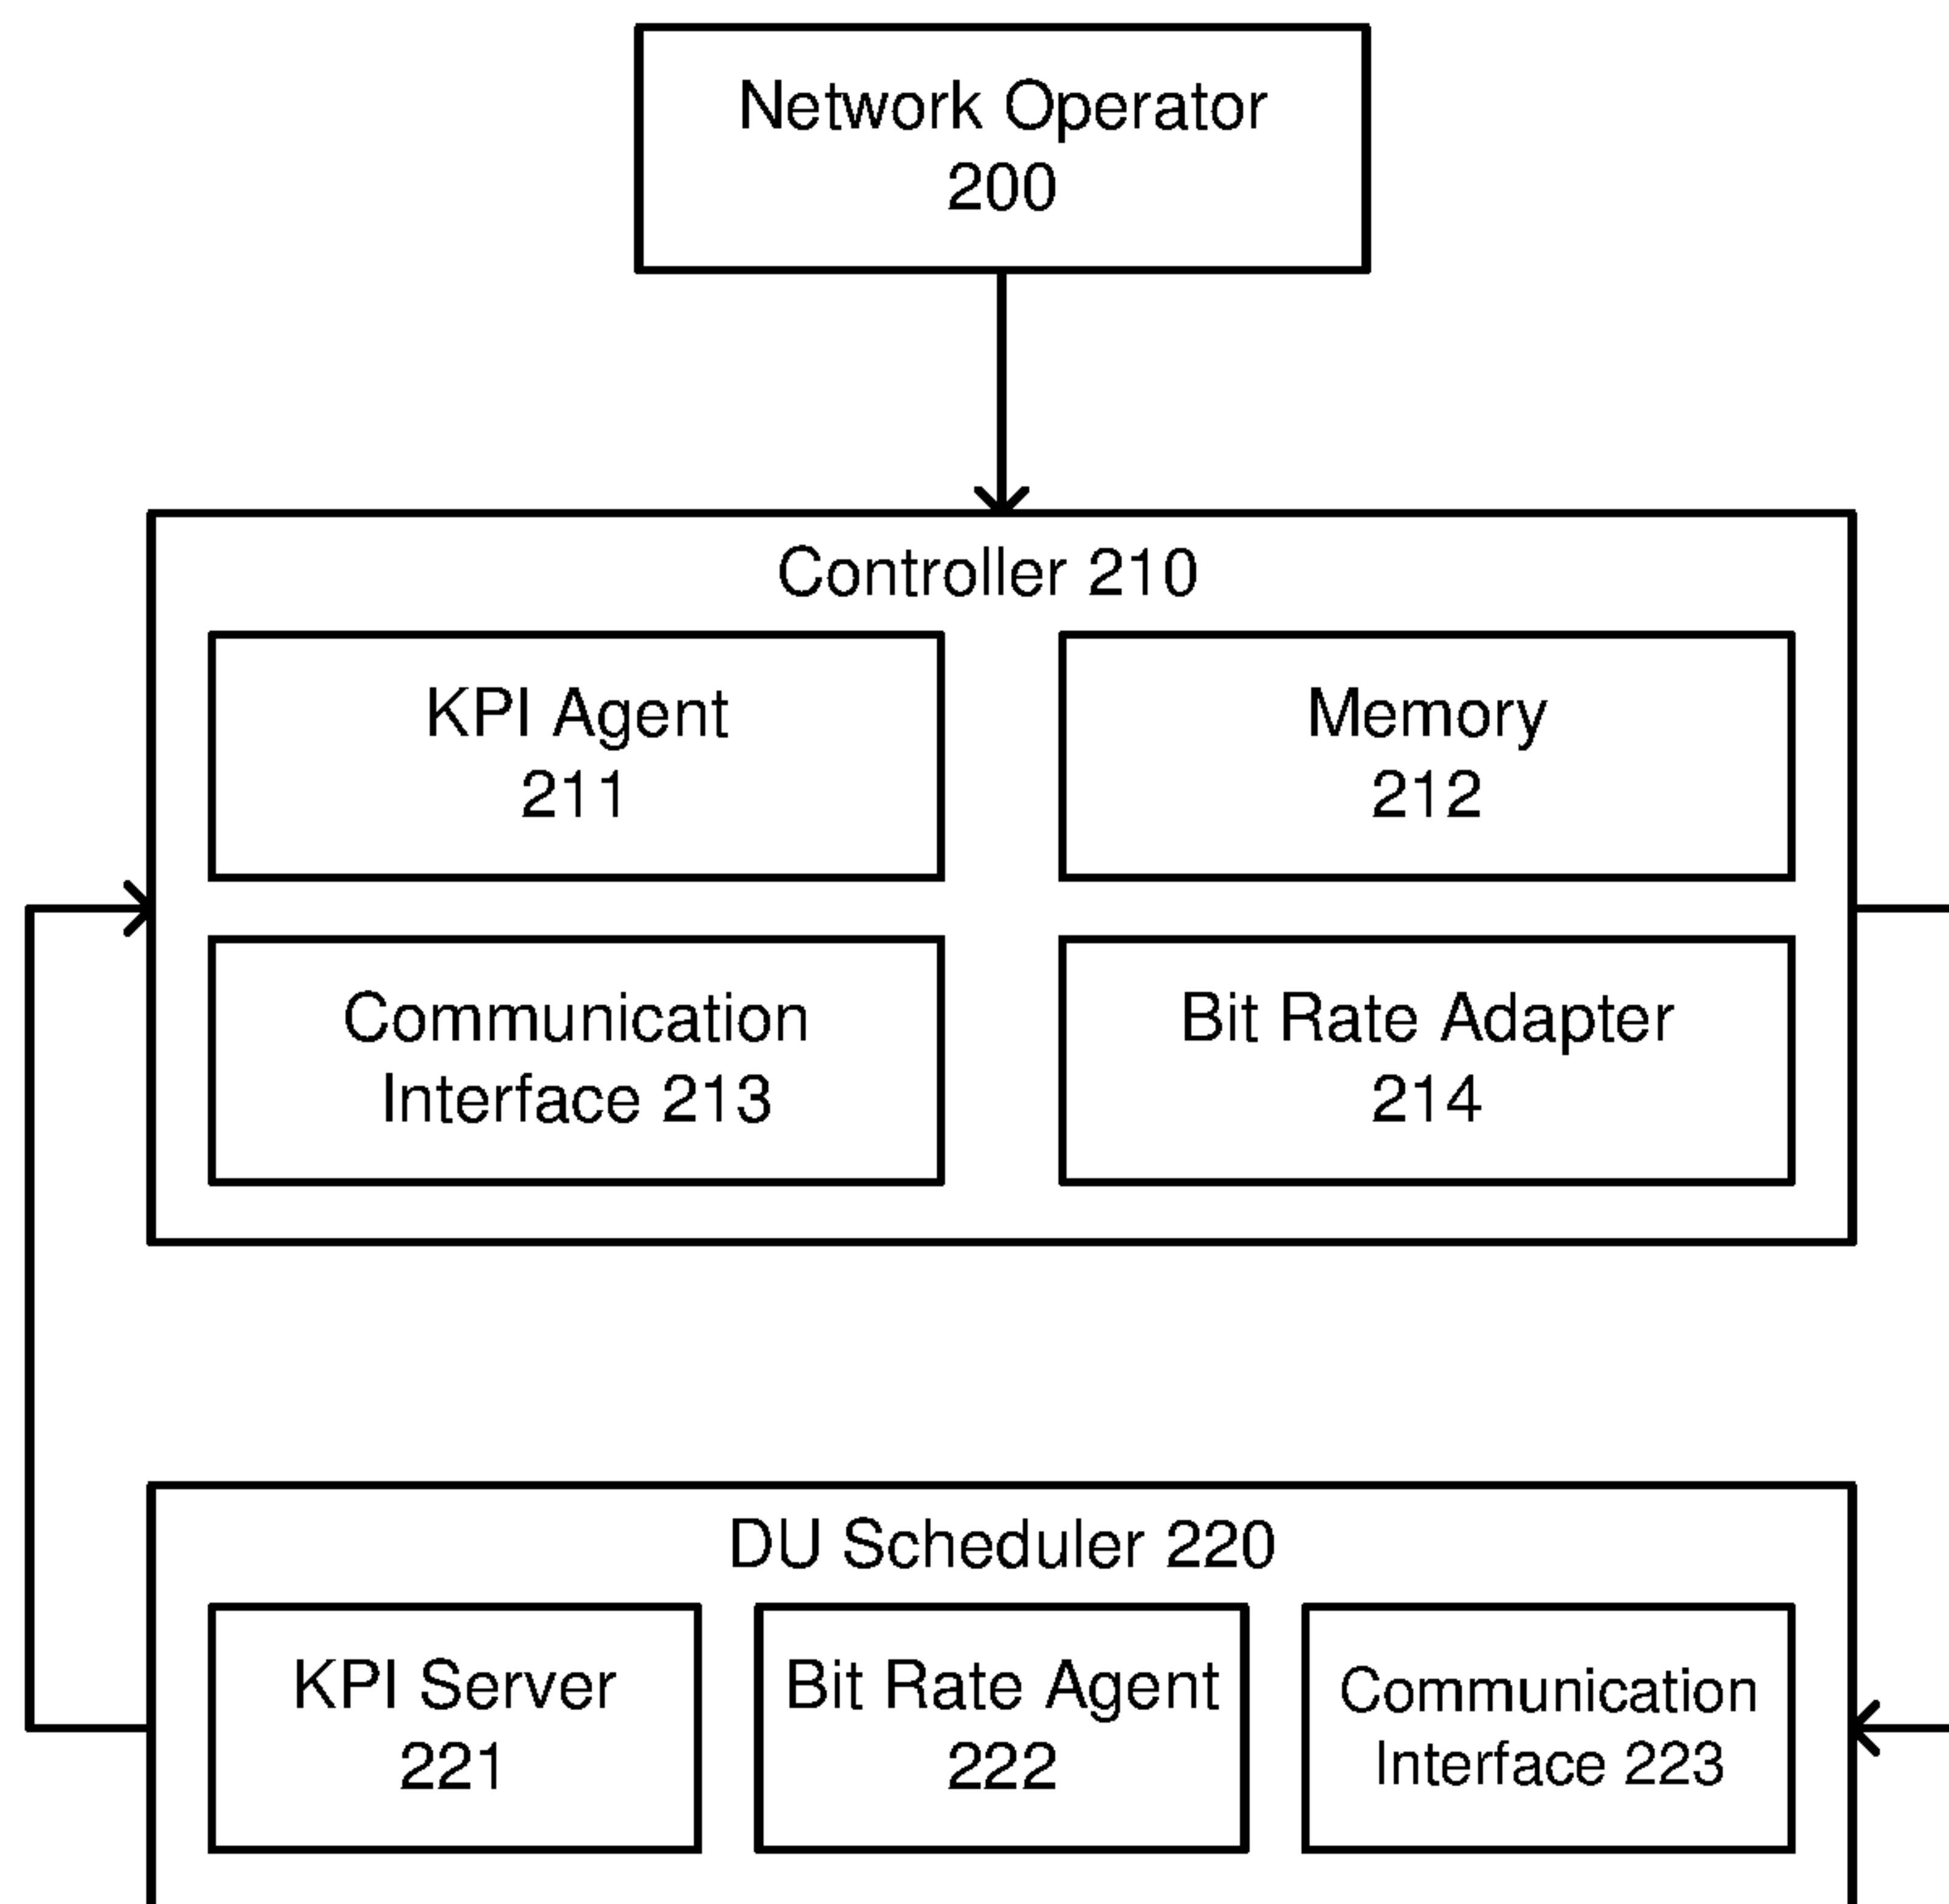 Network Operator
200
Controller 210
KPI Agent
211
Memory
212
Communication
Interface 213
Bit Rate Adapter
214
DU Scheduler 220
KPI Server
221
Bit Rate Agent
222
Communication
Interface 223